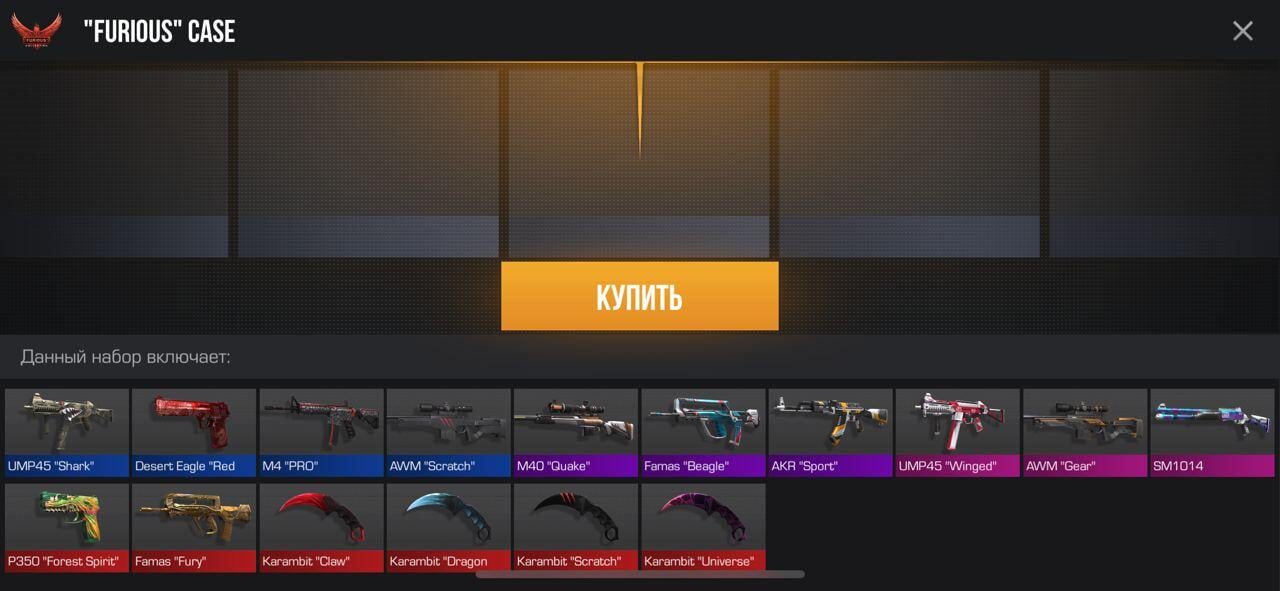 FURIOUS
"FURIOUS" CASE
КУПИТЬ
Данный набор включает:
UMP45 "Shark"
Desert Eagle "Red
M4 "PRO"
AWM "Scratch"
M40 "Quake"
Famas "Beagle"
AKR "Sport"
UMP45 "Winged"
AWM "Gear"
SM1014
P350 "Forest Spirit"
Famas "Fury"
Karambit "Claw"
Karambit "Dragon
Karambit "Scratch"
Karambit "Universe"